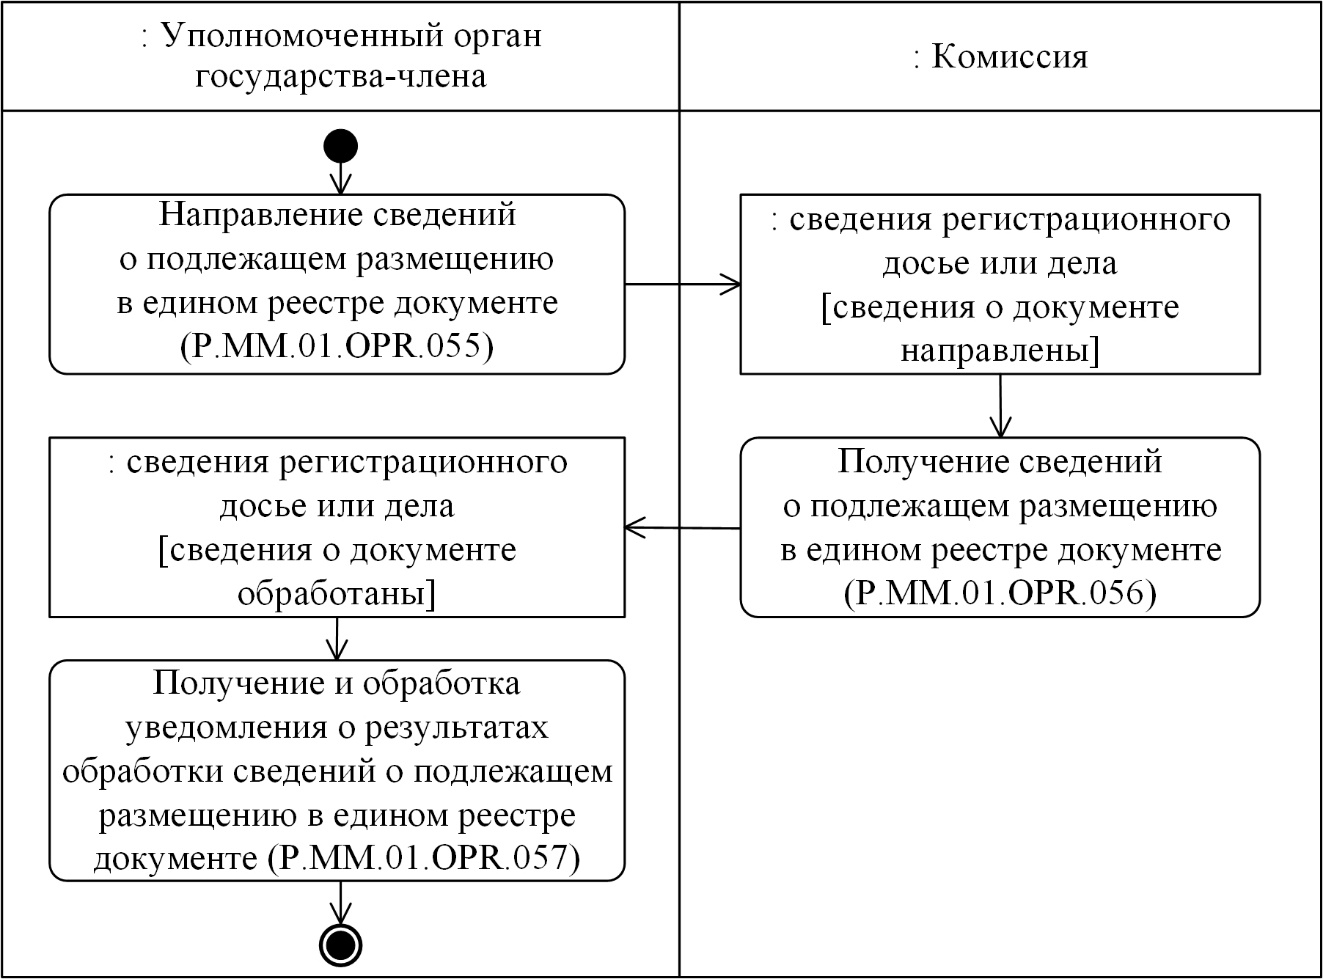 : Уполномоченный орган
государства-члена
: Комиссия
Направление сведений
о подлежащем размещению
в едином реестре документе
(P.MM.01.OPR.055)
: сведения регистрационного
досье или дела
[сведения о документе
направлены]
: сведения регистрационного
досье или дела
[сведения о документе
обработаны]
Получение сведений
о подлежащем размещению
в едином реестре документе
(P.MM.01.OPR.056)
Получение и обработка
уведомления о результатах
обработки сведений о подлежащем
размещению в едином реестре
документе (P.MM.01.OPR.057)